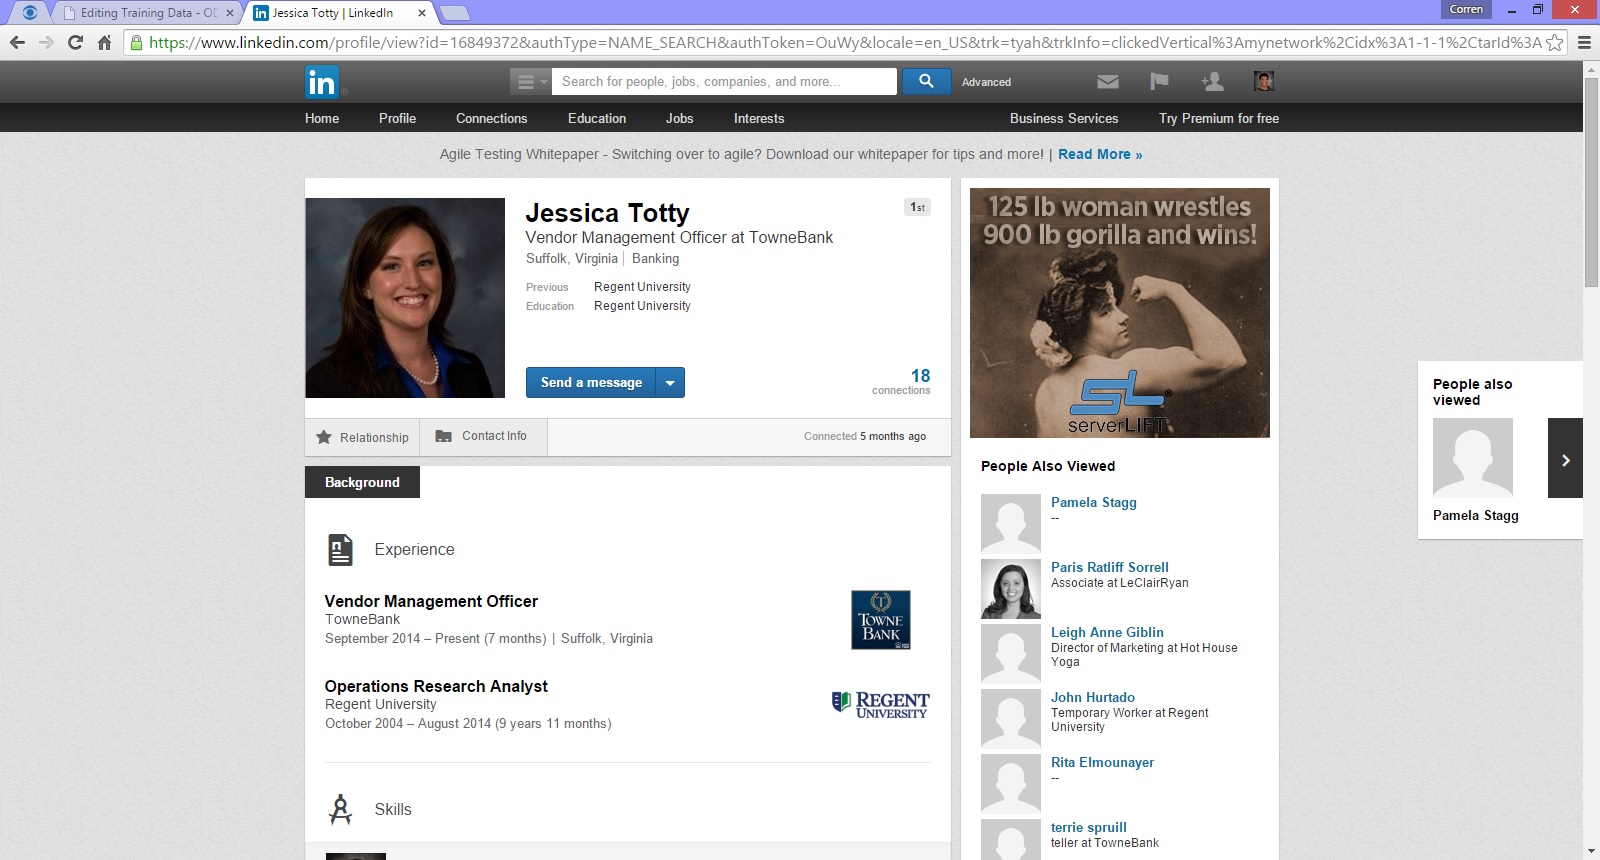 Corren
Editing Training Data - OD
Jessica Totty | LinkedIn
https://www.linkedin.com/profile/view?id=16849372&authType=NAME_SEARCH&authToken=OuWy&locale=en_US&trk=tyah&trkInfo=clickedVertical%3Amynetwork%2Cidx%3A1-1-1%2CtarId%3A
in
Search for people, jobs, companies, and more...
Advanced
Home Profile Connections Education Jobs Interests Business Services Try Premium for free
Agile Testing Whitepaper - Switching over to agile? Download our whitepaper for tips and more! | Read More »
Jessica Totty
1st
Vendor Management Officer at TowneBank
Suffolk, Virginia | Banking
Previous Regent University
Education Regent University
Send a message
18
connections
Relationship
Contact Info
Connected 5 months ago
Background
Experience
Vendor Management Officer
TowneBank
September 2014 – Present (7 months) | Suffolk, Virginia
TOWNE
BANK
Operations Research Analyst
Regent University
October 2004 – August 2014 (9 years 11 months)
REGENT
UNIVERSITY
Skills
125 lb woman wrestles
900 lb gorilla and wins!
SL®
serverLIFT
People Also Viewed
Pamela Stagg
--
Paris Ratliff Sorrell
Associate at LeClairRyan
Leigh Anne Giblin
Director of Marketing at Hot House
Yoga
John Hurtado
Temporary Worker at Regent
University
Rita Elmounayer
--
terrie spruill
teller at TowneBank
People also
viewed
Pamela Stagg